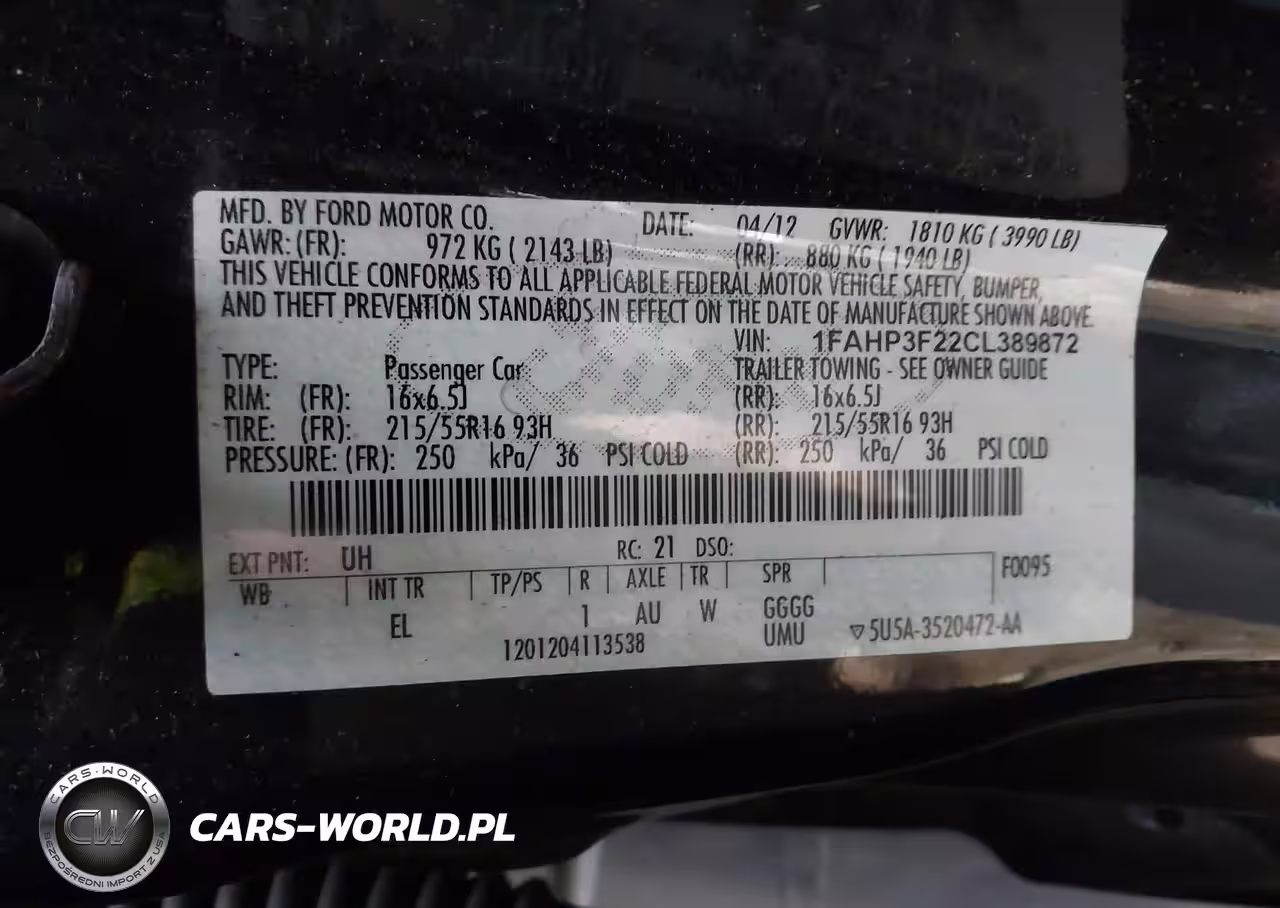 MFD. BY FORD MOTOR CO. DATE: 04/12 GVWR: 1810 KG ( 3990 LB)
GAWR: (FR): 972 KG ( 2143 LB) (RR): 880 KG ( 1940 LB)
THIS VEHICLE CONFORMS TO ALL APPLICABLE FEDERAL MOTOR VEHICLE SAFETY, BUMPER,
AND THEFT PREVENTION STANDARDS IN EFFECT ON THE DATE OF MANUFACTURE SHOWN ABOVE.
VIN: 1FAHP3F22CL389872
TYPE: Passenger Car TRAILER TOWING - SEE OWNER GUIDE
RIM: (FR): 16x6.5J (RR): 16x6.5J
TIRE: (FR): 215/55R16 93H (RR): 215/55R16 93H
PRESSURE: (FR): 250 kPa/ 36 PSI COLD (RR): 250 kPa/ 36 PSI COLD
EXT PNT: UH RC: 21 DSO:
WB INT TR TP/PS R AXLE TR SPR F0095
EL 1 AU W GGGG
1201204113538 UMU ▽5U5A-3520472-AA
CARS-WORLD
CW
BEZPOŚREDNI IMPORT Z USA
CARS-WORLD.PL